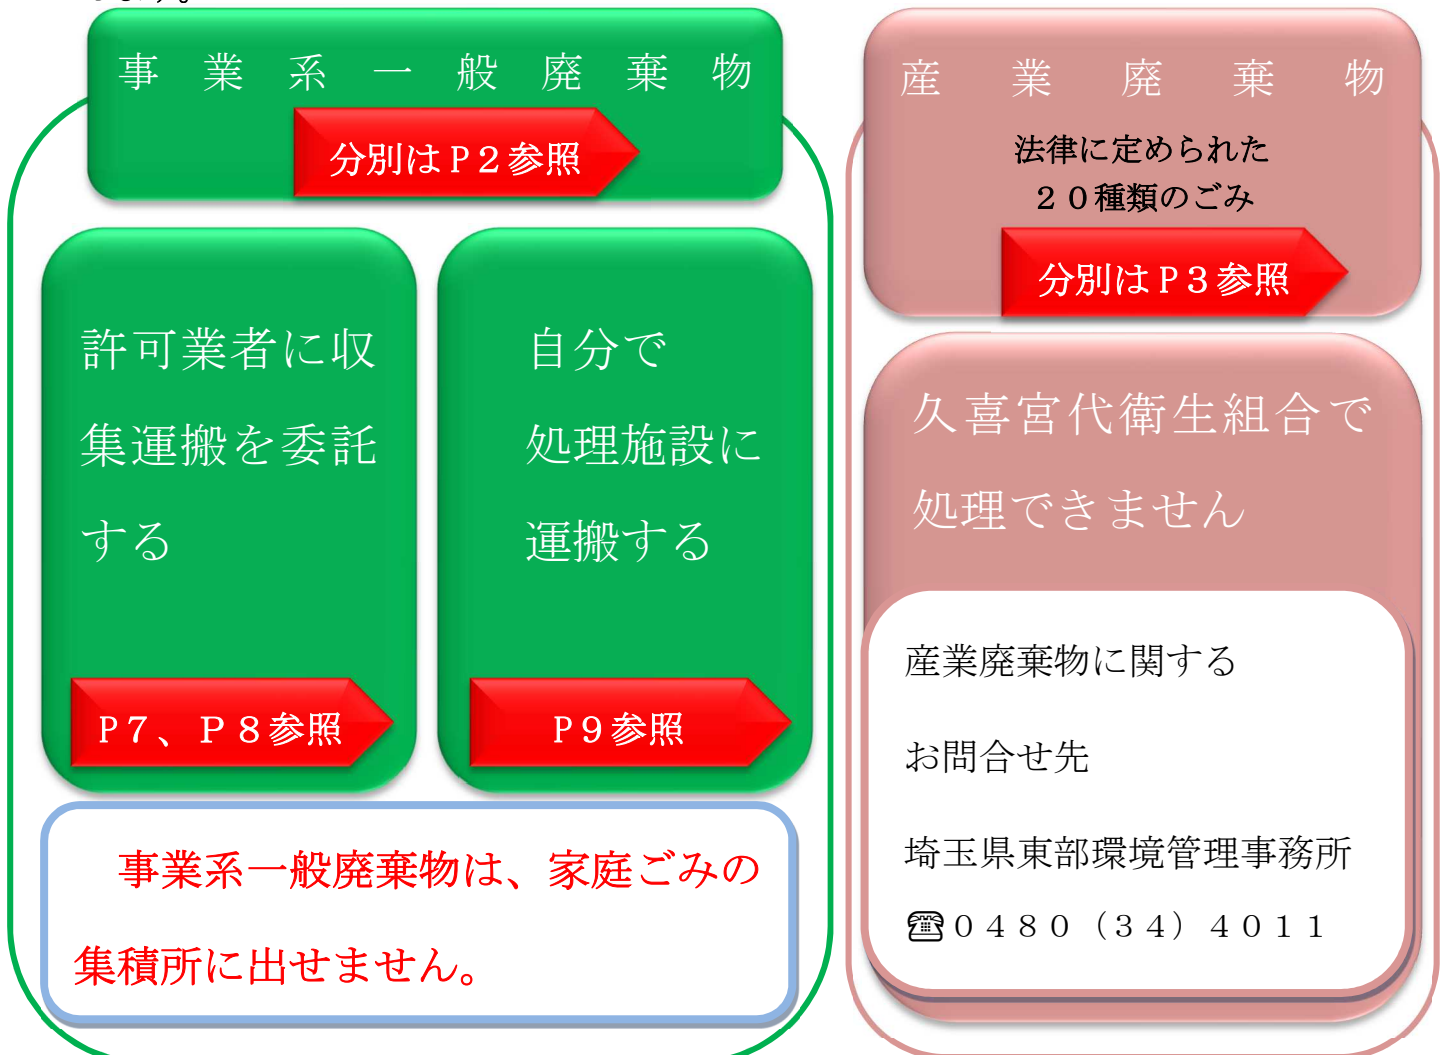 事業系一般廃棄物
分別はP２参照
許可業者に収
集運搬を委託
する
P７、Ｐ８参照
自分で
処理施設に
運搬する
P９参照
事業系一般廃棄物は、家庭ごみの
集積所に出せません。
産業廃棄物
法律に定められた
２０種類のごみ
分別はP３参照
久喜宮代衛生組合で
処理できません
産業廃棄物に関する
お問合せ先
埼玉県東部環境管理事務所
☎０４８０（３４）４０１１